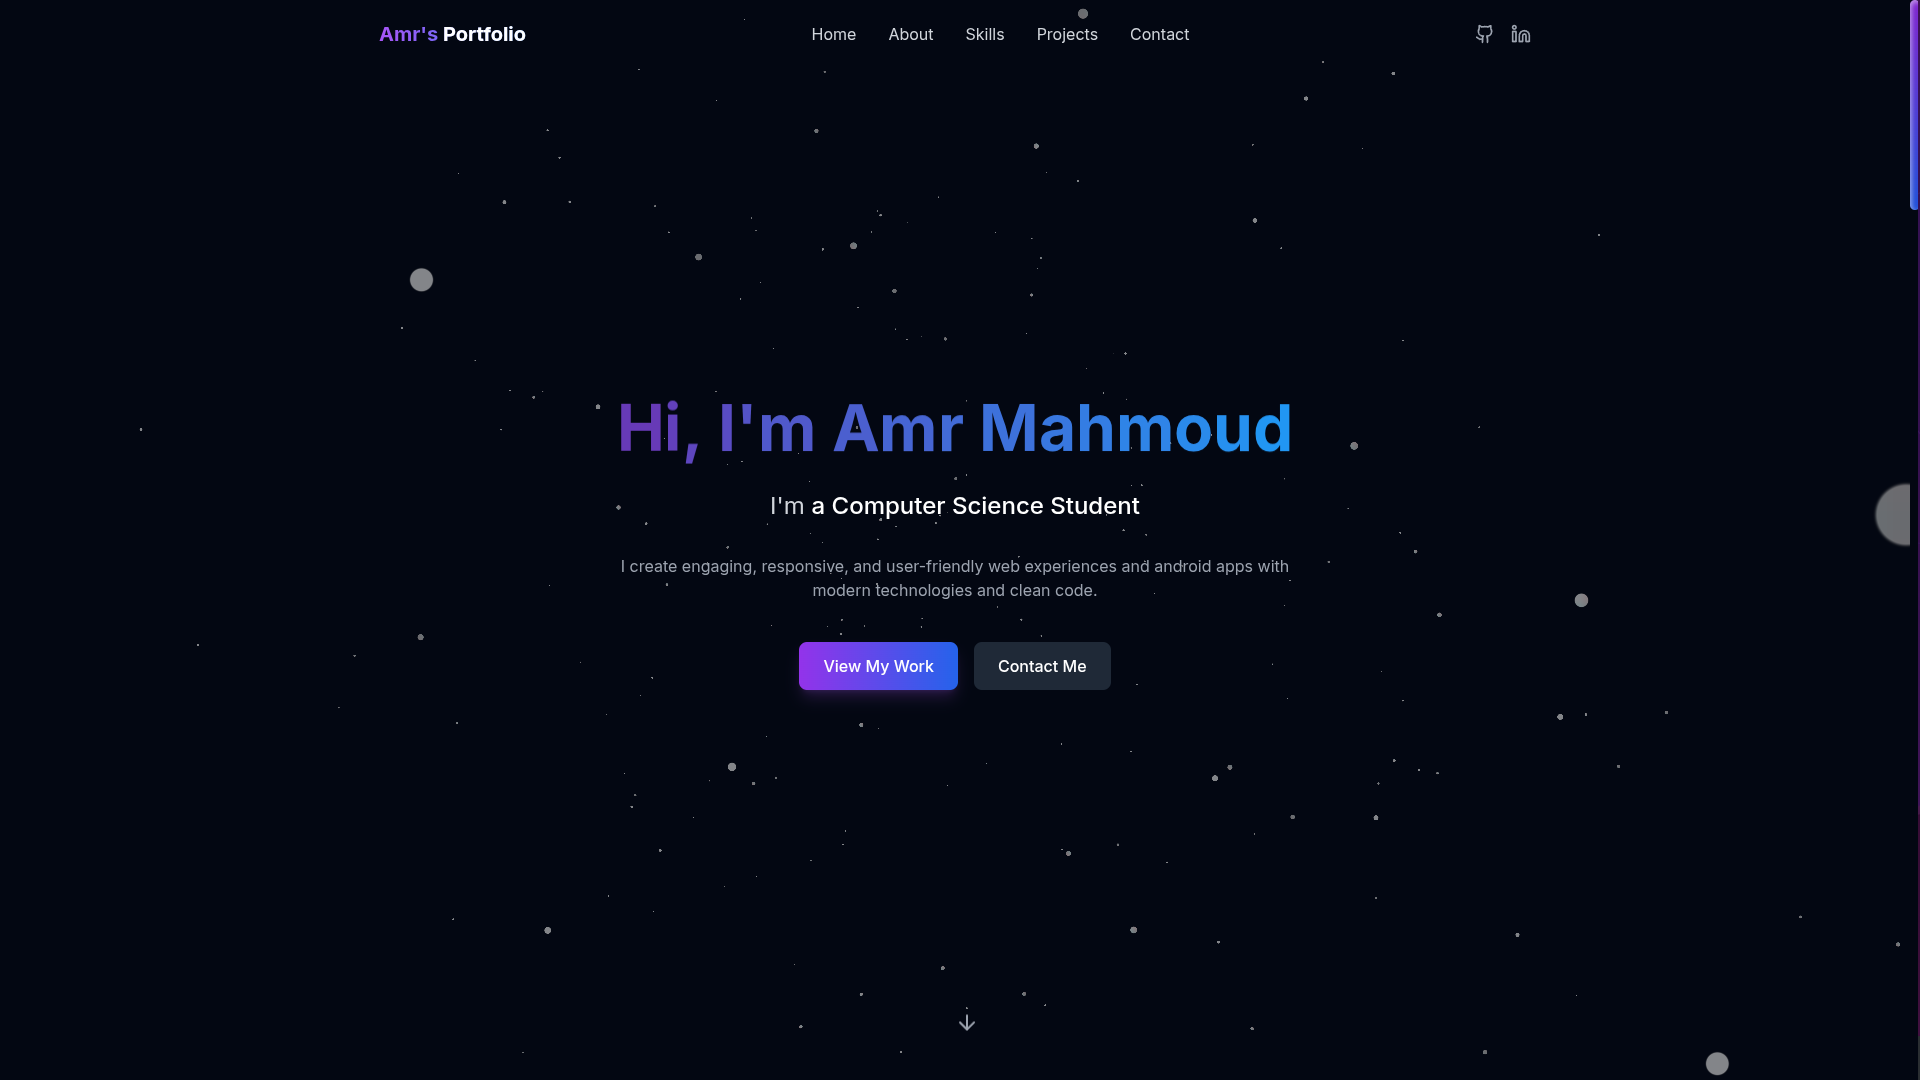 Amr's Portfolio
Home About Skills Projects Contact
Hi, I'm Amr Mahmoud
I'm a Computer Science Student
I create engaging, responsive, and user-friendly web experiences and android apps with
modern technologies and clean code.
View My Work Contact Me